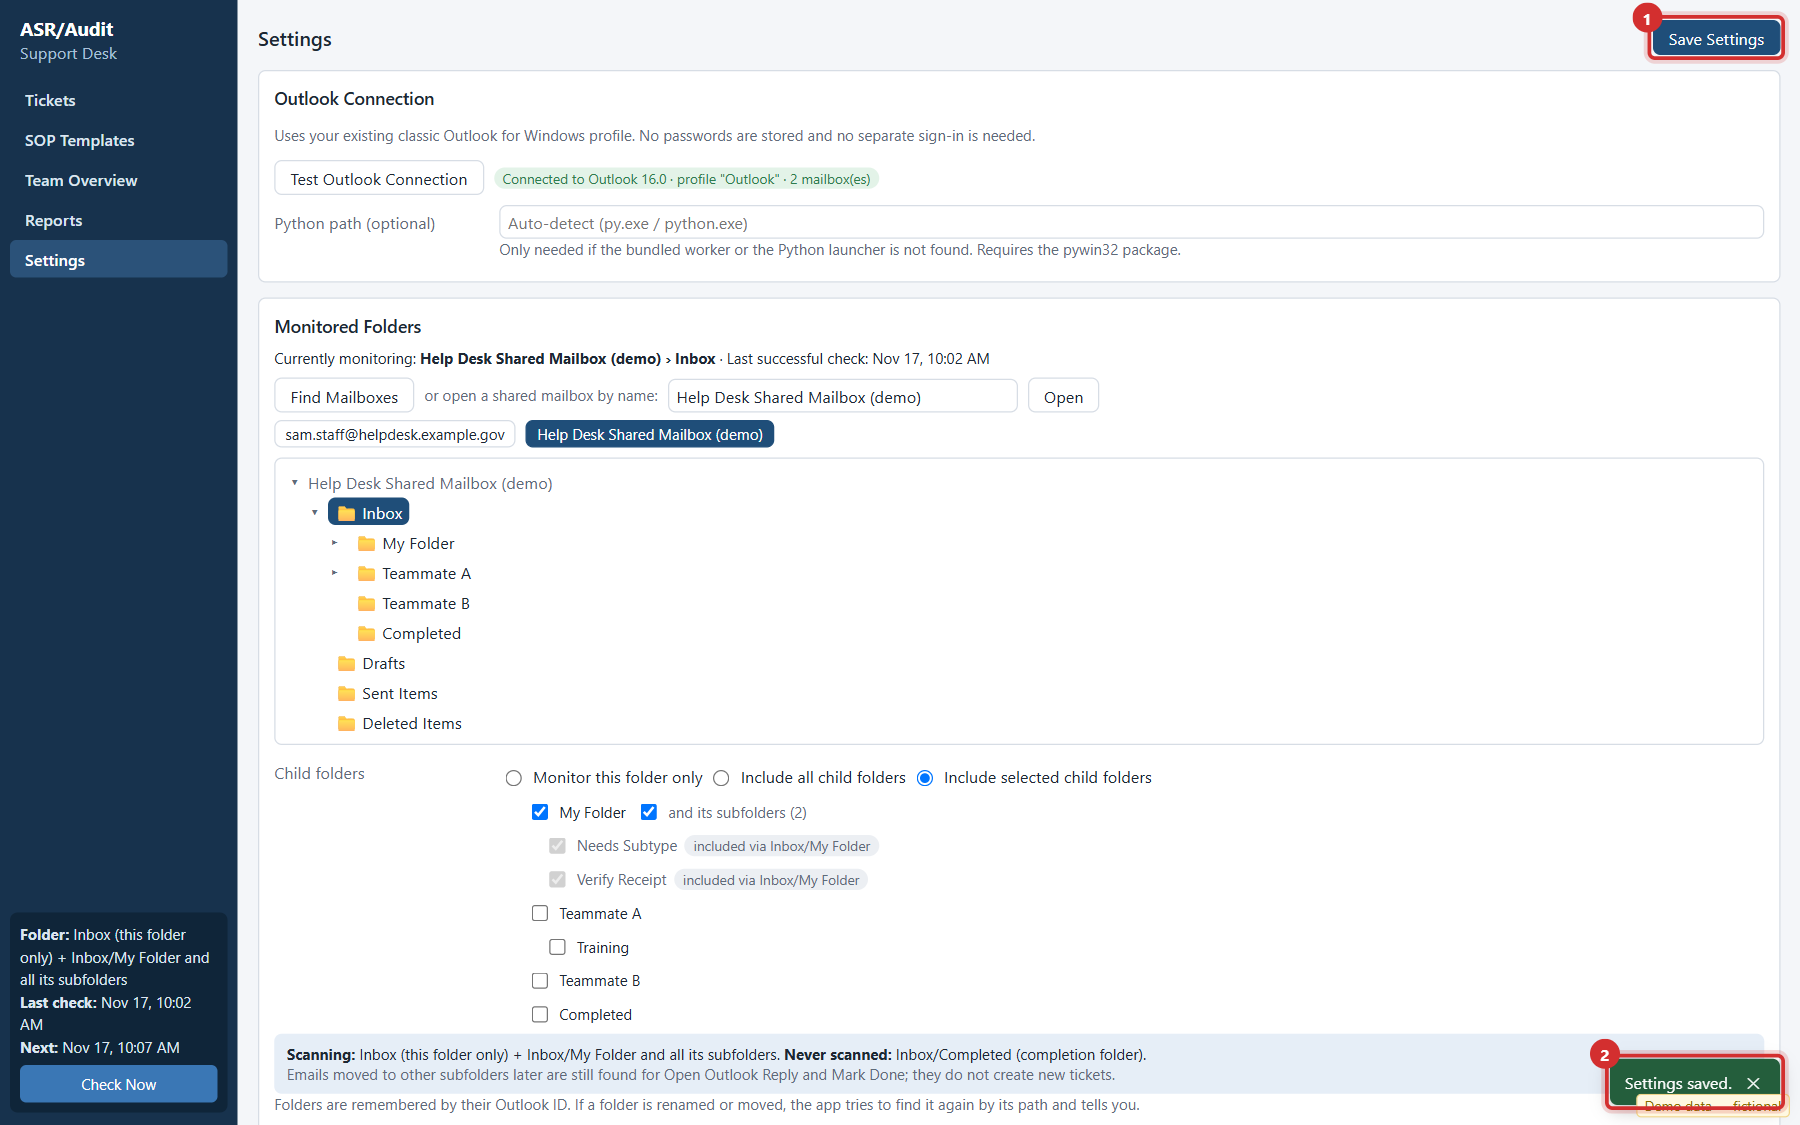 ASR/Audit
Support Desk
Tickets
SOP Templates
Team Overview
Reports
Settings
Folder: Inbox (this folder
only) + Inbox/My Folder and
all its subfolders
Last check: Nov 17, 10:02
AM
Next: Nov 17, 10:07 AM
Check Now
Settings
1
Save Settings
Outlook Connection
Uses your existing classic Outlook for Windows profile. No passwords are stored and no separate sign-in is needed.
Test Outlook Connection
Connected to Outlook 16.0 · profile "Outlook" · 2 mailbox(es)
Python path (optional)
Auto-detect (py.exe / python.exe)
Only needed if the bundled worker or the Python launcher is not found. Requires the pywin32 package.
Monitored Folders
Currently monitoring: Help Desk Shared Mailbox (demo) › Inbox · Last successful check: Nov 17, 10:02 AM
Find Mailboxes
or open a shared mailbox by name:
Help Desk Shared Mailbox (demo)
Open
sam.staff@helpdesk.example.gov
Help Desk Shared Mailbox (demo)
Help Desk Shared Mailbox (demo)
Inbox
My Folder
Teammate A
Teammate B
Completed
Drafts
Sent Items
Deleted Items
Child folders
Monitor this folder only
Include all child folders
Include selected child folders
My Folder
and its subfolders (2)
Needs Subtype
included via Inbox/My Folder
Verify Receipt
included via Inbox/My Folder
Teammate A
Training
Teammate B
Completed
Scanning: Inbox (this folder only) + Inbox/My Folder and all its subfolders. Never scanned: Inbox/Completed (completion folder).
Emails moved to other subfolders later are still found for Open Outlook Reply and Mark Done; they do not create new tickets.
Folders are remembered by their Outlook ID. If a folder is renamed or moved, the app tries to find it again by its path and tells you.
2
Settings saved.
Demo data fictional